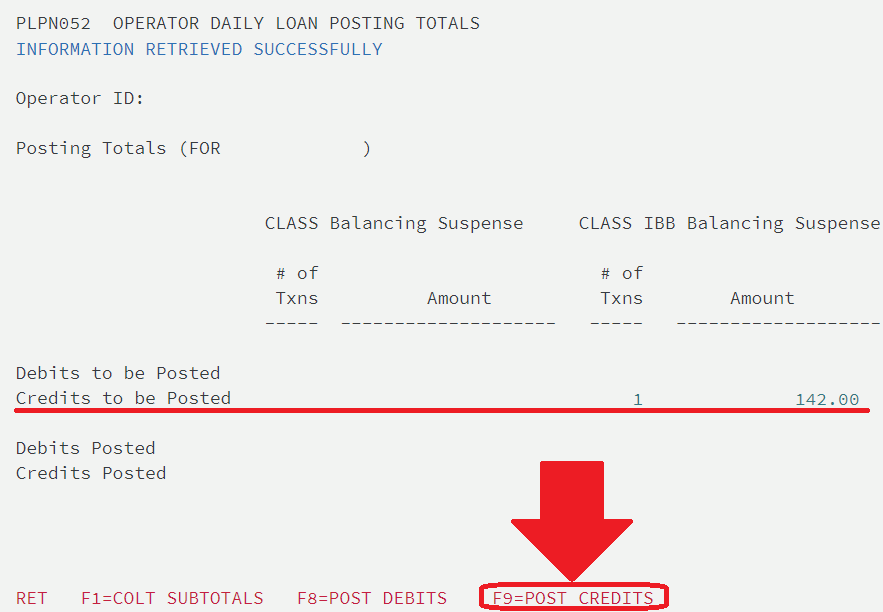 PLPN052  OPERATOR DAILY LOAN POSTING TOTALS
INFORMATION RETRIEVED SUCCESSFULLY
Operator ID:
Posting Totals (FOR             )
CLASS Balancing Suspense     CLASS IBB Balancing Suspense
# of     # of
Txns     Amount     Txns     Amount
-----  --------------------   -----   -------------------
Debits to be Posted
Credits to be Posted     1     142.00
Debits Posted
Credits Posted
RET   F1=COLT SUBTOTALS   F8=POST DEBITS    F9=POST CREDITS